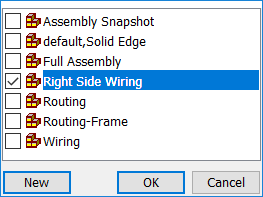 Assembly Snapshot
default,Solid Edge
Full Assembly
Right Side Wiring
Routing
Routing-Frame
Wiring
New OK Cancel